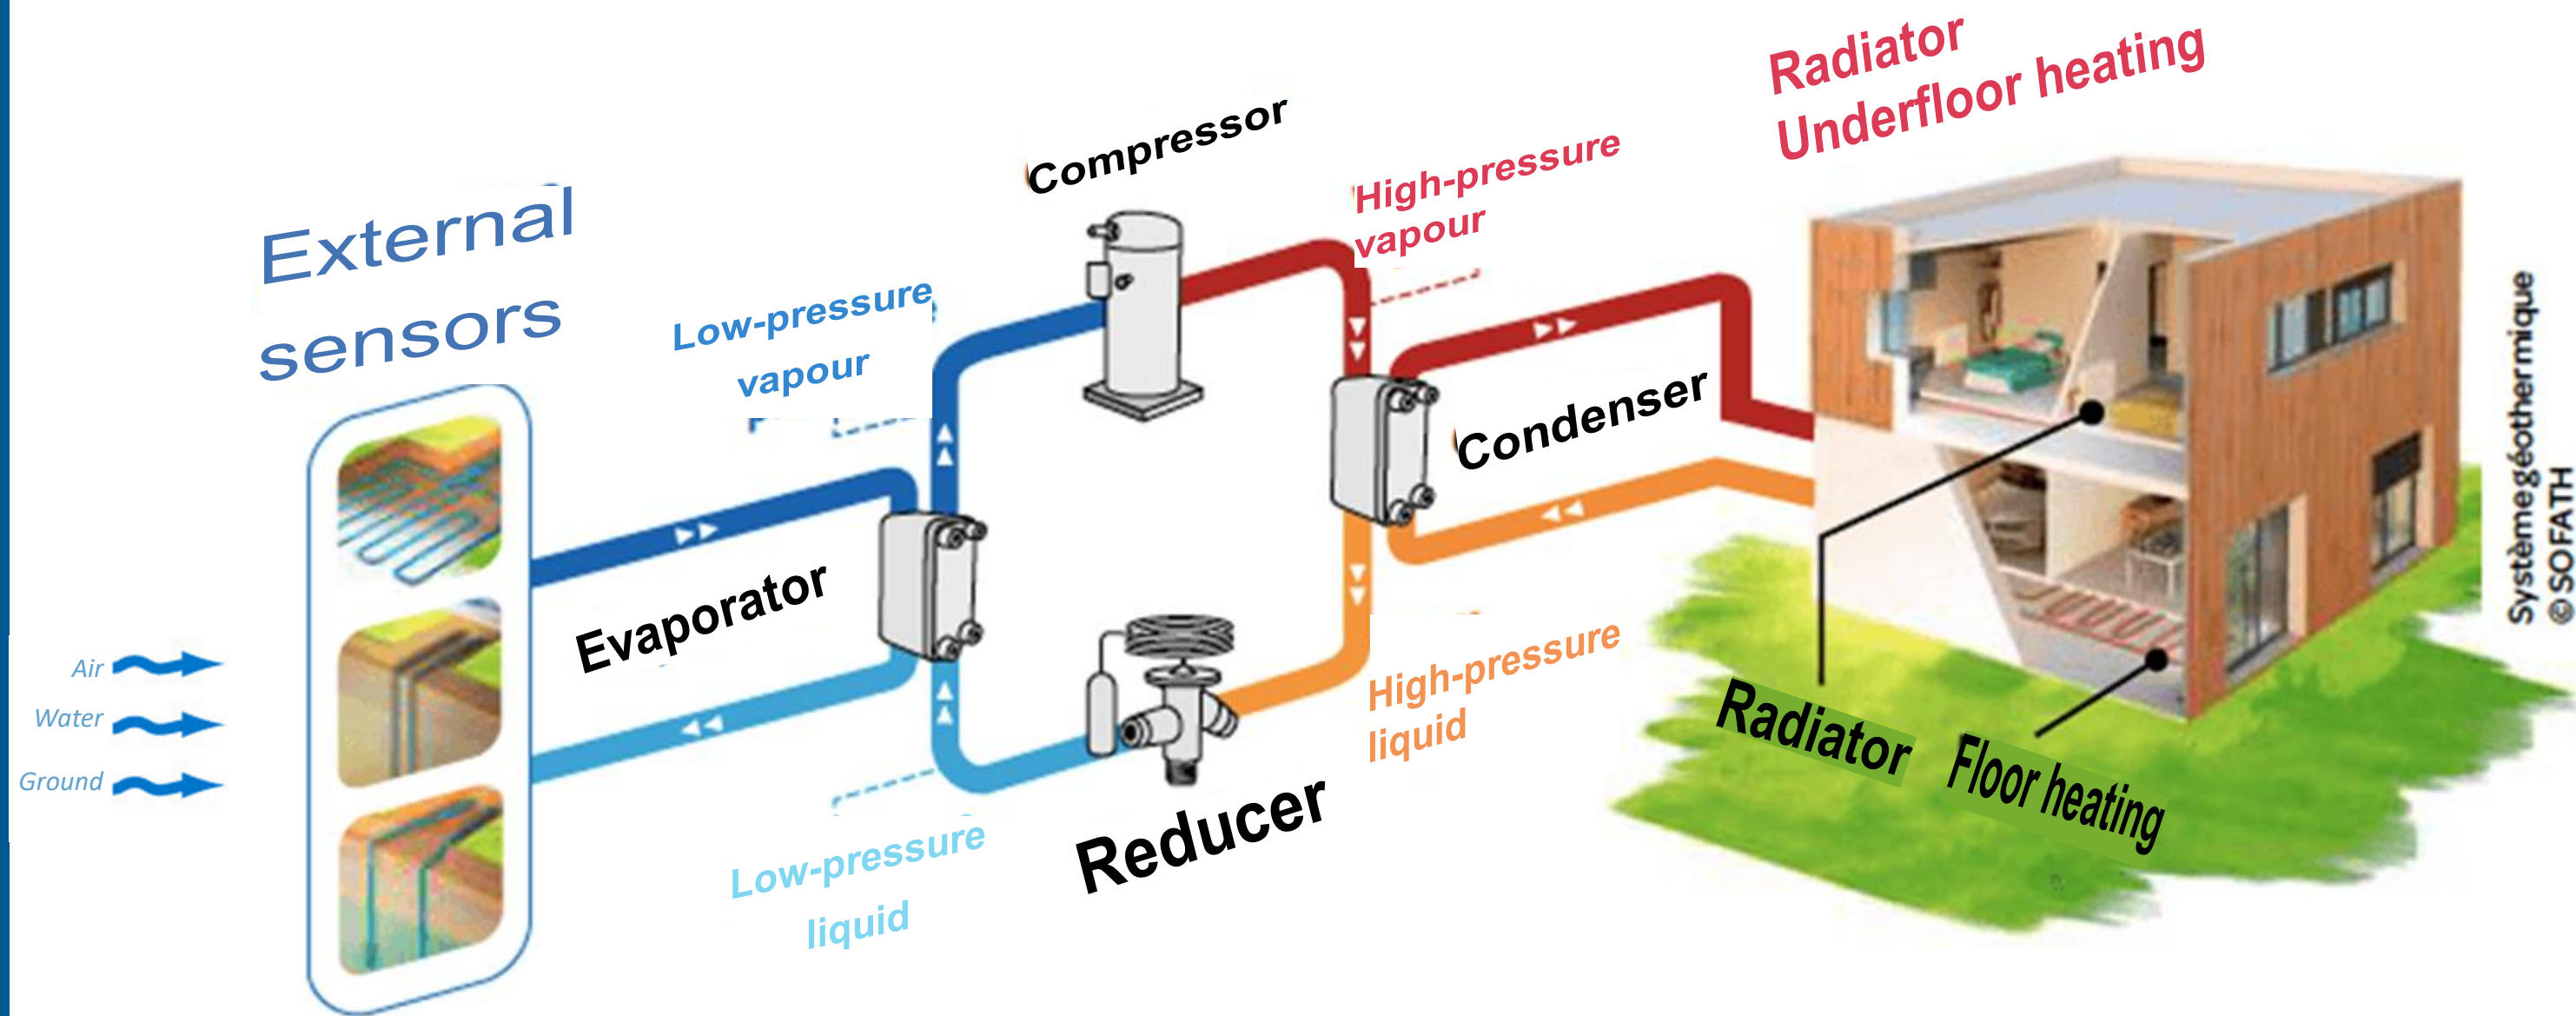 Radiator
Underfloor heating
Compressor
High-pressure
vapour
External
sensors
Low-pressure
vapour
Condenser
Evaporator
Air
Water
Ground
High-pressure
liquid
Radiator
Floor heating
Reducer
Low-pressure
liquid
Systèmegéothermique
© SOFATH